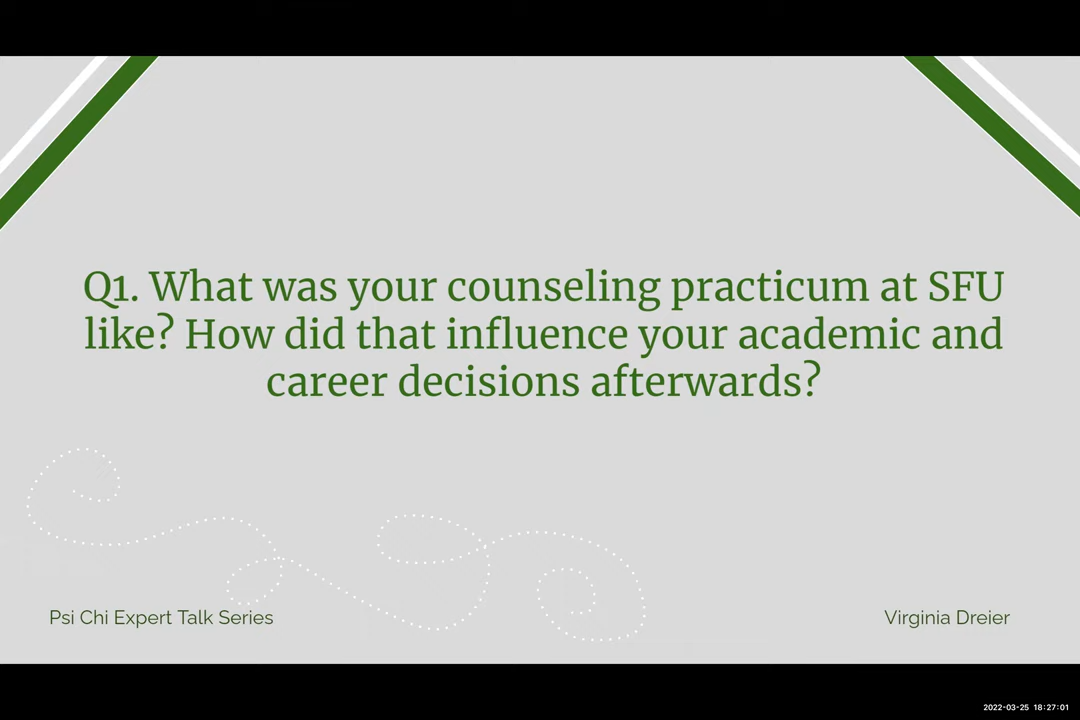 Q1. What was your counseling practicum at SFU
like? How did that influence your academic and
career decisions afterwards?
Psi Chi Expert Talk Series
Virginia Dreier
2022-03-25 18:27:01